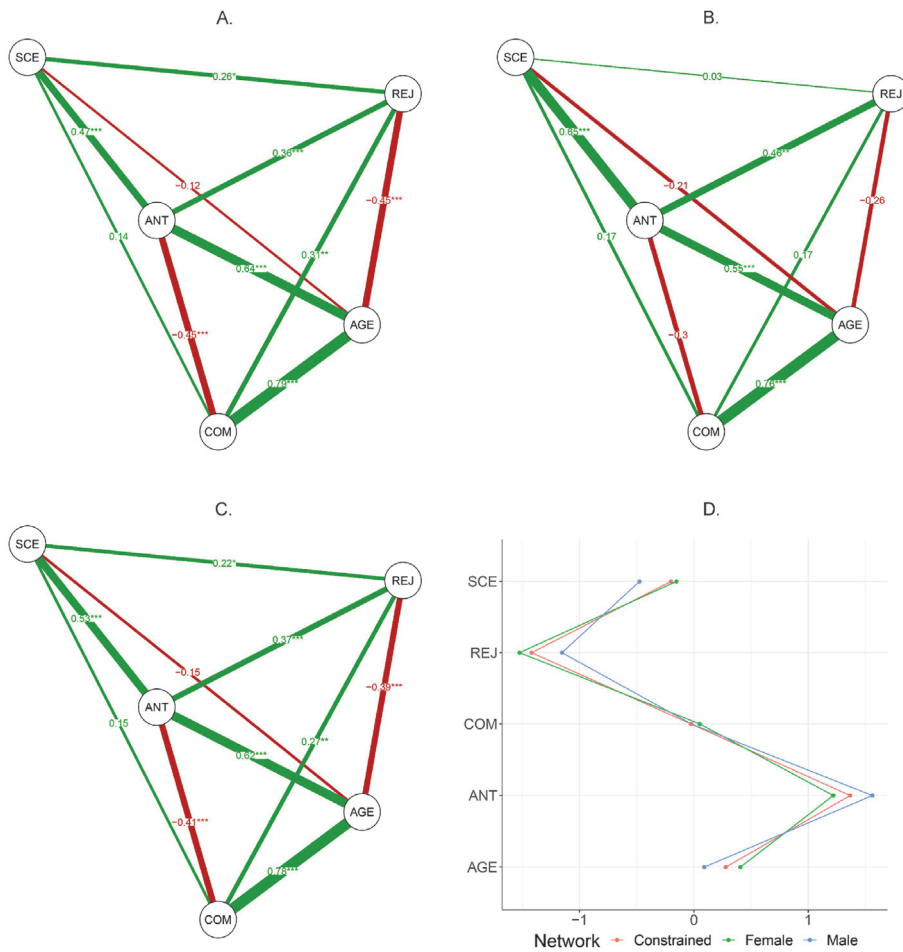 A.
SCE
REJ
ANT
AGE
COM
0.26*
0.47***
0.36***
−0.12
−0.45***
0.14
0.31**
0.64***
−0.45***
0.79***
B.
SCE
REJ
ANT
AGE
COM
0.03
0.65***
0.46**
−0.21
−0.26
0.17
0.17
0.55***
−0.3
0.76***
C.
SCE
REJ
ANT
AGE
COM
0.22*
0.53***
0.37***
−0.15
−0.39***
0.15
0.27**
0.62***
−0.41***
0.78***
D.
SCE
REJ
COM
ANT
AGE
−1 0 1
Network Constrained Female Male